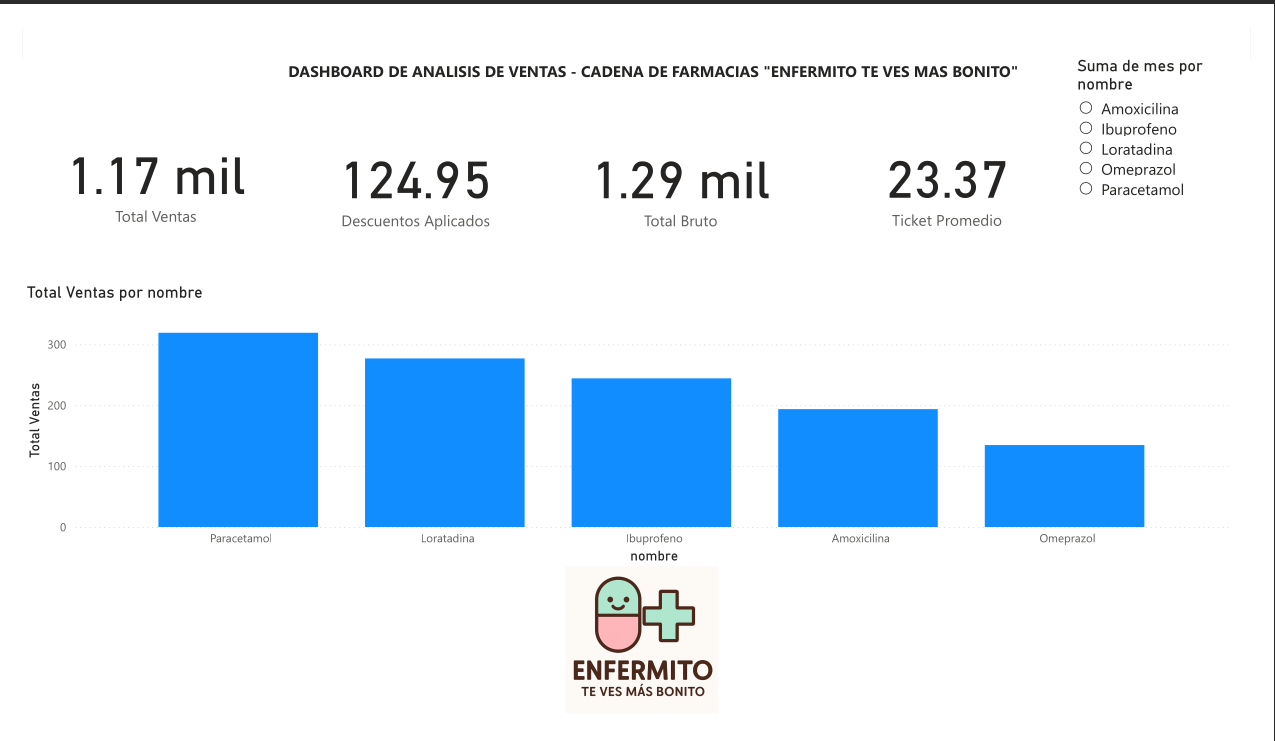 DASHBOARD DE ANALISIS DE VENTAS - CADENA DE FARMACIAS "ENFERMITO TE VES MAS BONITO"
Suma de mes por
nombre
Amoxicilina
Ibuprofeno
Loratadina
Omeprazol
Paracetamol
1.17 mil
Total Ventas
124.95
Descuentos Aplicados
1.29 mil
Total Bruto
23.37
Ticket Promedio
Total Ventas por nombre
Total Ventas
300
200
100
0
Paracetamol
Loratadina
Ibuprofeno
Amoxicilina
Omeprazol
nombre
ENFERMITO
TE VES MÁS BONITO